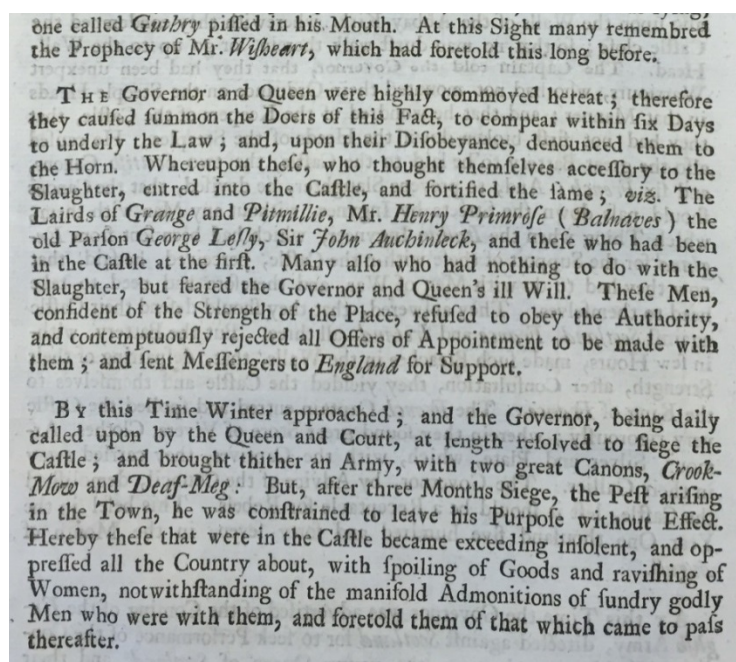 one called Guthry piſſed in his Mouth. At this Sight many remembred
the Prophecy of Mr. Wiſheart, which had foretold this long before.
THE Governor and Queen were highly commoved hereat; therefore
they cauſed ſummon the Doers of this Fact, to compear within ſix Days
to underly the Law; and, upon their Diſobeyance, denounced them to
the Horn. Whereupon theſe, who thought themſelves acceſſory to the
Slaughter, entred into the Caſtle, and fortified the ſame; viz. The
Lairds of Grange and Pitmillie, Mr. Henry Primroſe (Balnaves) the
old Parſon George Leſly, Sir John Auchinleck, and theſe who had been
in the Caſtle at the firſt. Many alſo who had nothing to do with the
Slaughter, but feared the Governor and Queen's ill Will. Theſe Men,
confident of the Strength of the Place, refuſed to obey the Authority,
and contemptuouſly rejected all Offers of Appointment to be made with
them; and ſent Meſſengers to England for Support.
BY this Time Winter approached; and the Governor, being daily
called upon by the Queen and Court, at length reſolved to ſiege the
Caſtle; and brought thither an Army, with two great Canons, Crook-
Mow and Deaf-Meg: But, after three Months Siege, the Peſt ariſing
in the Town, he was conſtrained to leave his Purpoſe without Effect.
Hereby theſe that were in the Caſtle became exceeding inſolent, and op-
preſſed all the Country about, with ſpoiling of Goods and raviſhing of
Women, notwithſtanding of the manifold Admonitions of ſundry godly
Men who were with them, and foretold them of that which came to paſs
thereafter.